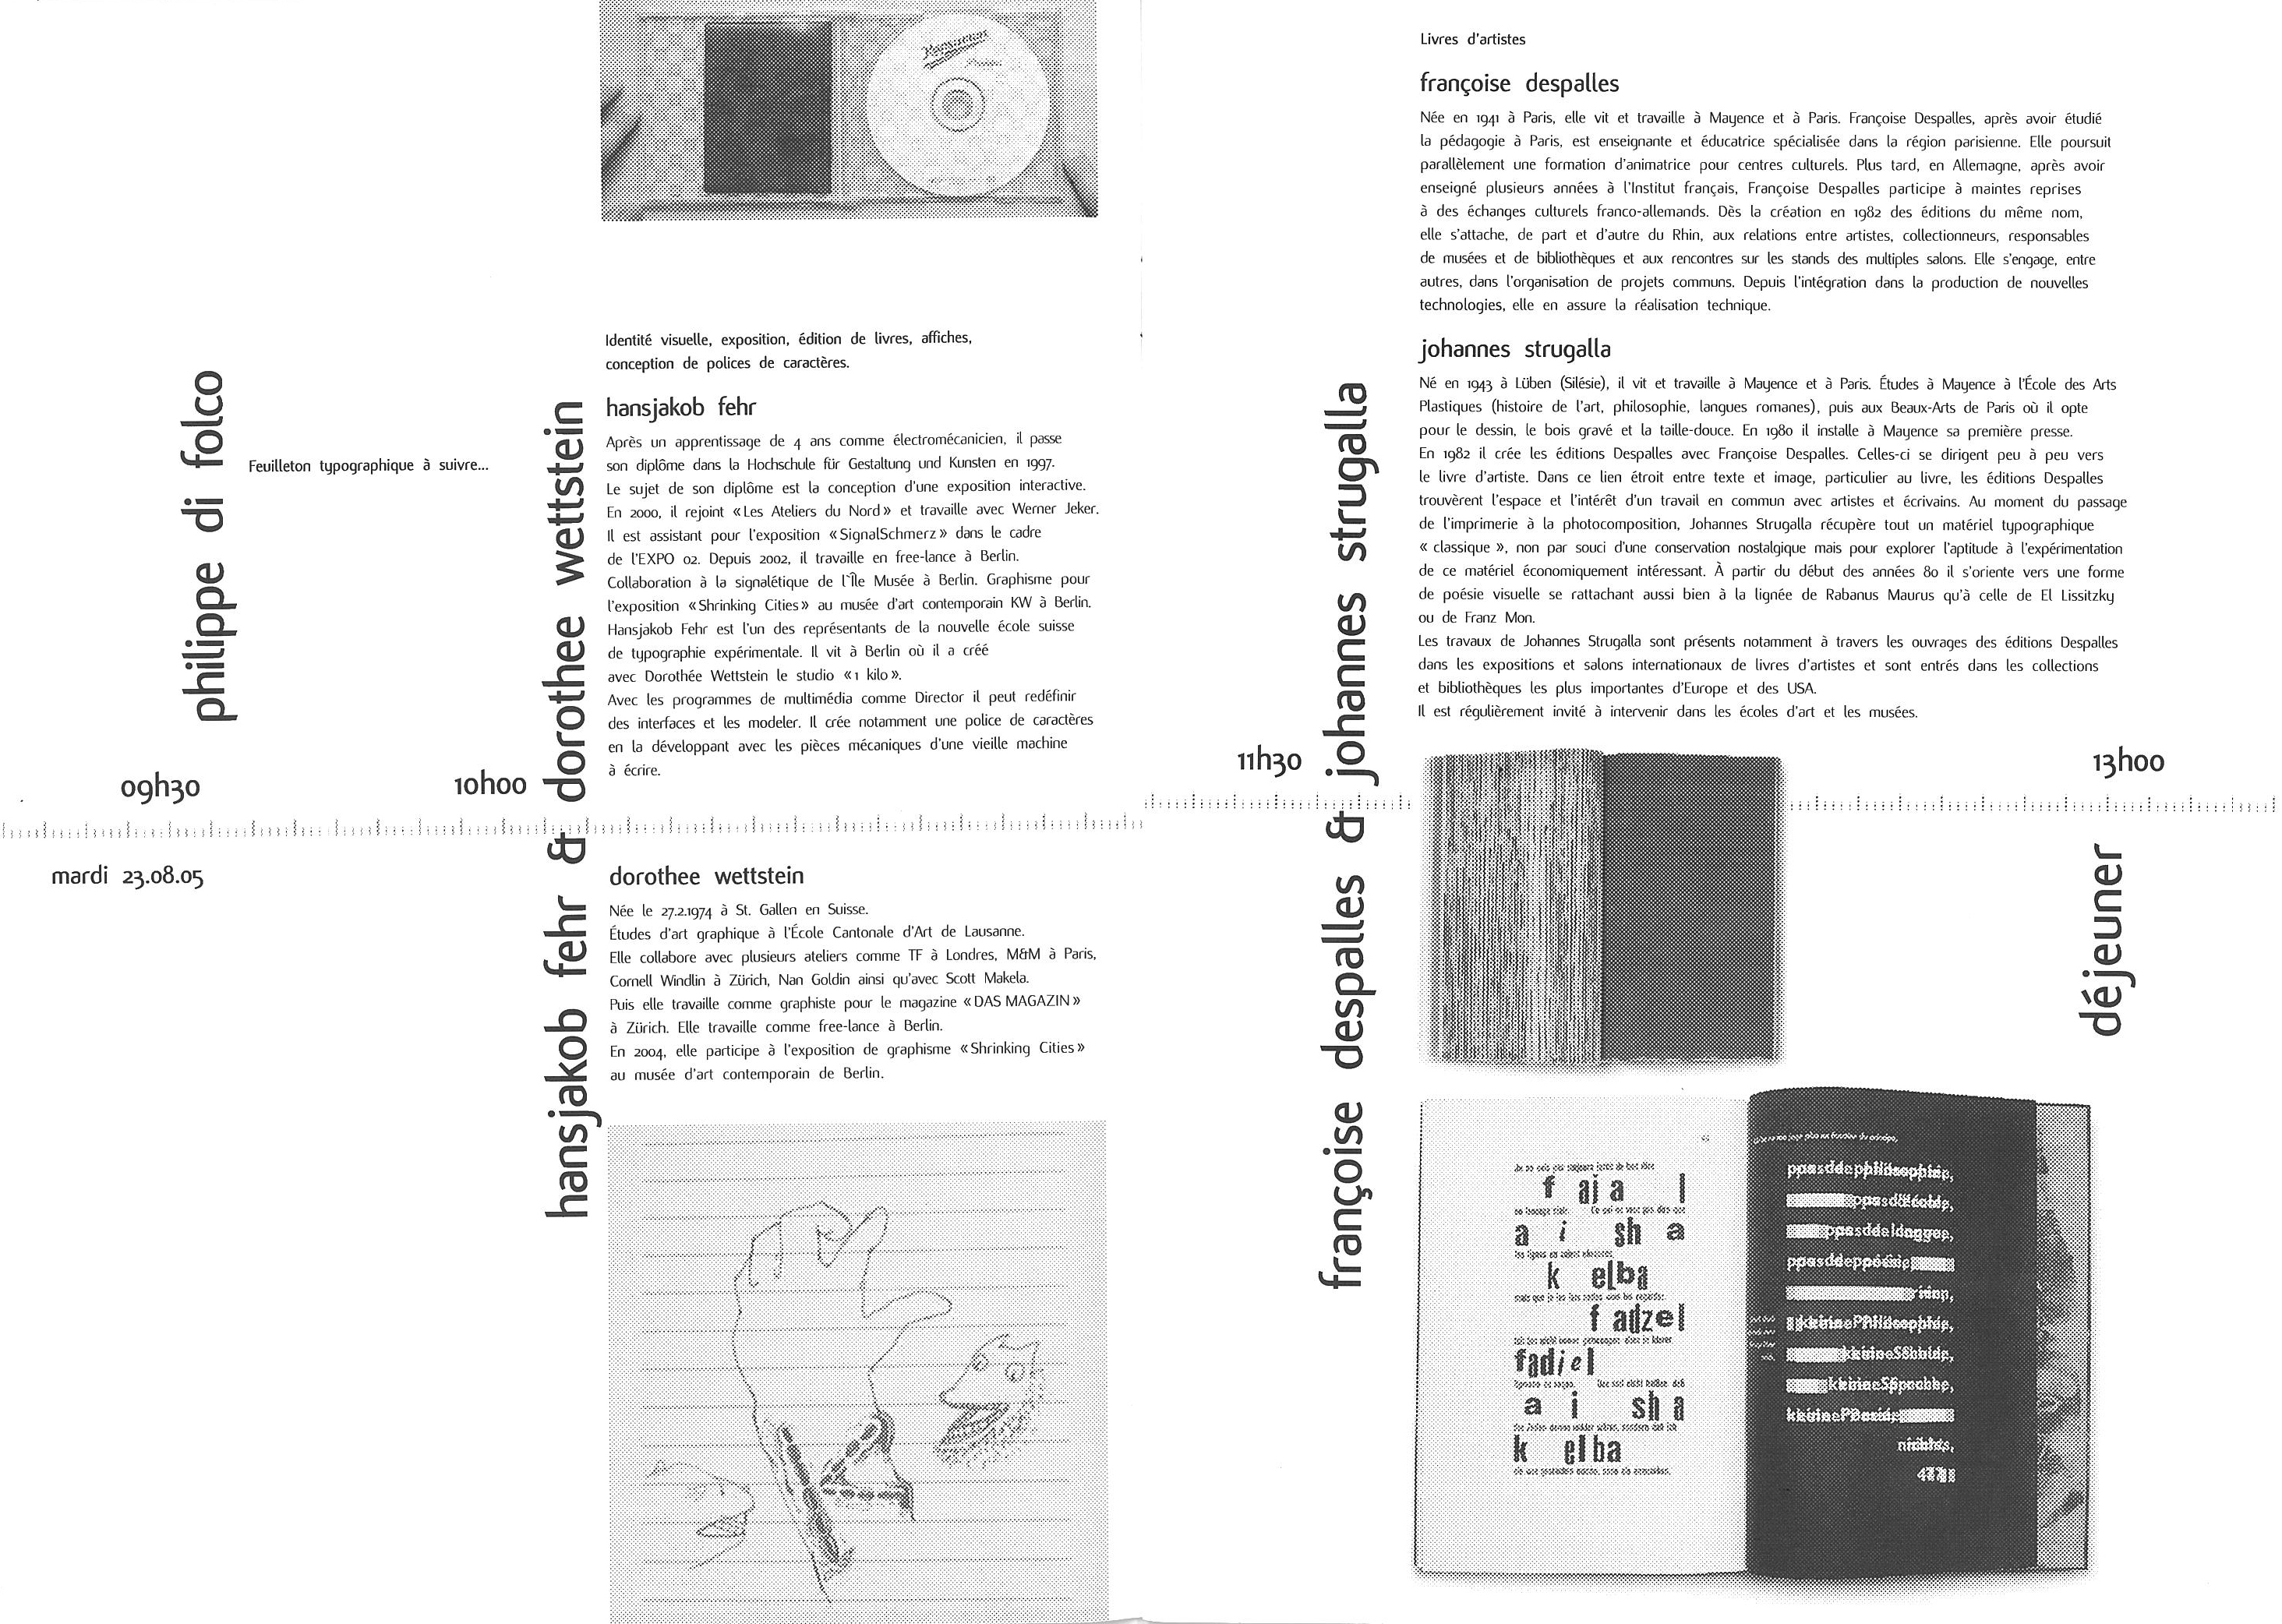 philippe di folco
Feuilleton typographique à suivre...
09h30
10h00
mardi 23.08.05
hansjakob fehr & dorothee wettstein
Identité visuelle, exposition, édition de livres, affiches,
conception de polices de caractères.
hansjakob fehr
Après un apprentissage de 4 ans comme électromécanicien, il passe
son diplôme dans la Hochschule für Gestaltung und Kunsten en 1997.
Le sujet de son diplôme est la conception d'une exposition interactive.
En 2000, il rejoint «Les Ateliers du Nord» et travaille avec Werner Jeker.
Il est assistant pour l'exposition «SignalSchmerz» dans le cadre
de l'EXPO 02. Depuis 2002, il travaille en free-lance à Berlin.
Collaboration à la signalétique de l'Île Musée à Berlin. Graphisme pour
l'exposition «Shrinking Cities» au musée d'art contemporain KW à Berlin.
Hansjakob Fehr est l'un des représentants de la nouvelle école suisse
de typographie expérimentale. Il vit à Berlin où il a créé
avec Dorothée Wettstein le studio «1 kilo».
Avec les programmes de multimédia comme Director il peut redéfinir
des interfaces et les modeler. Il crée notamment une police de caractères
en la développant avec les pièces mécaniques d'une vieille machine
à écrire.
dorothee wettstein
Née le 27.2.1974 à St. Gallen en Suisse.
Études d'art graphique à l'École Cantonale d'Art de Lausanne.
Elle collabore avec plusieurs ateliers comme TF à Londres, M&M à Paris,
Cornell Windlin à Zürich, Nan Goldin ainsi qu'avec Scott Makela.
Puis elle travaille comme graphiste pour le magazine «DAS MAGAZIN»
à Zürich. Elle travaille comme free-lance à Berlin.
En 2004, elle participe à l'exposition de graphisme «Shrinking Cities»
au musée d'art contemporain de Berlin.
11h30
françoise despalles & johannes strugalla
Livres d'artistes
françoise despalles
Née en 1941 à Paris, elle vit et travaille à Mayence et à Paris. Françoise Despalles, après avoir étudié
la pédagogie à Paris, est enseignante et éducatrice spécialisée dans la région parisienne. Elle poursuit
parallèlement une formation d'animatrice pour centres culturels. Plus tard, en Allemagne, après avoir
enseigné plusieurs années à l'Institut français, Françoise Despalles participe à maintes reprises
à des échanges culturels franco-allemands. Dès la création en 1982 des éditions du même nom,
elle s'attache, de part et d'autre du Rhin, aux relations entre artistes, collectionneurs, responsables
de musées et de bibliothèques et aux rencontres sur les stands des multiples salons. Elle s'engage, entre
autres, dans l'organisation de projets communs. Depuis l'intégration dans la production de nouvelles
technologies, elle en assure la réalisation technique.
johannes strugalla
Né en 1943 à Lüben (Silésie), il vit et travaille à Mayence et à Paris. Études à Mayence à l'École des Arts
Plastiques (histoire de l'art, philosophie, langues romanes), puis aux Beaux-Arts de Paris où il opte
pour le dessin, le bois gravé et la taille-douce. En 1980 il installe à Mayence sa première presse.
En 1982 il crée les éditions Despalles avec Françoise Despalles. Celles-ci se dirigent peu à peu vers
le livre d'artiste. Dans ce lien étroit entre texte et image, particulier au livre, les éditions Despalles
trouvèrent l'espace et l'intérêt d'un travail en commun avec artistes et écrivains. Au moment du passage
de l'imprimerie à la photocomposition, Johannes Strugalla récupère tout un matériel typographique
« classique », non par souci d'une conservation nostalgique mais pour explorer l'aptitude à l'expérimentation
de ce matériel économiquement intéressant. À partir du début des années 80 il s'oriente vers une forme
de poésie visuelle se rattachant aussi bien à la lignée de Rabanus Maurus qu'à celle de El Lissitzky
ou de Franz Mon.
Les travaux de Johannes Strugalla sont présents notamment à travers les ouvrages des éditions Despalles
dans les expositions et salons internationaux de livres d'artistes et sont entrés dans les collections
et bibliothèques les plus importantes d'Europe et des USA.
Il est régulièrement invité à intervenir dans les écoles d'art et les musées.
13h00
déjeuner
f aj a l
a i sh a
k elba
f adzel
fadiel
a i sh a
k elba